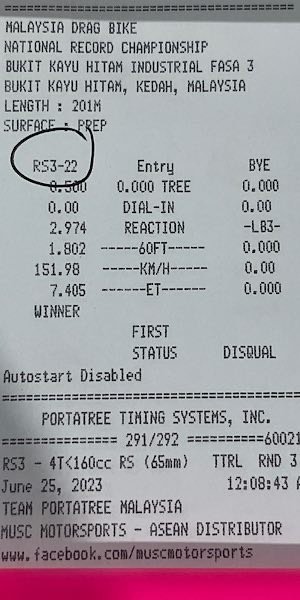 MALAYSIA DRAG BIKE
NATIONAL RECORD CHAMPIONSHIP
BUKIT KAYU HITAM INDUSTRIAL FASA 3
BUKIT KAYU HITAM, KEDAH, MALAYSIA
LENGTH : 201M
SURFACE : PREP
RS3-22 Entry BYE
0.500 0.000 TREE 0.000
0.00 DIAL-IN 0.00
2.974 REACTION -LB3-
1.802 -----60FT----- 0.000
151.98 -----KM/H----- 0.00
7.405 ------ET------ 0.000
WINNER
FIRST
STATUS DISQUAL
Autostart Disabled
PORTATREE TIMING SYSTEMS, INC.
=============== 291/292 ==========60021
RS3 - 4T<160cc RS (65mm) TTRL RND 3
June 25, 2023 12:08:43 A
TEAM PORTATREE MALAYSIA
MUSC MOTORSPORTS - ASEAN DISTRIBUTOR
www.facebook.com/muscmotorsports